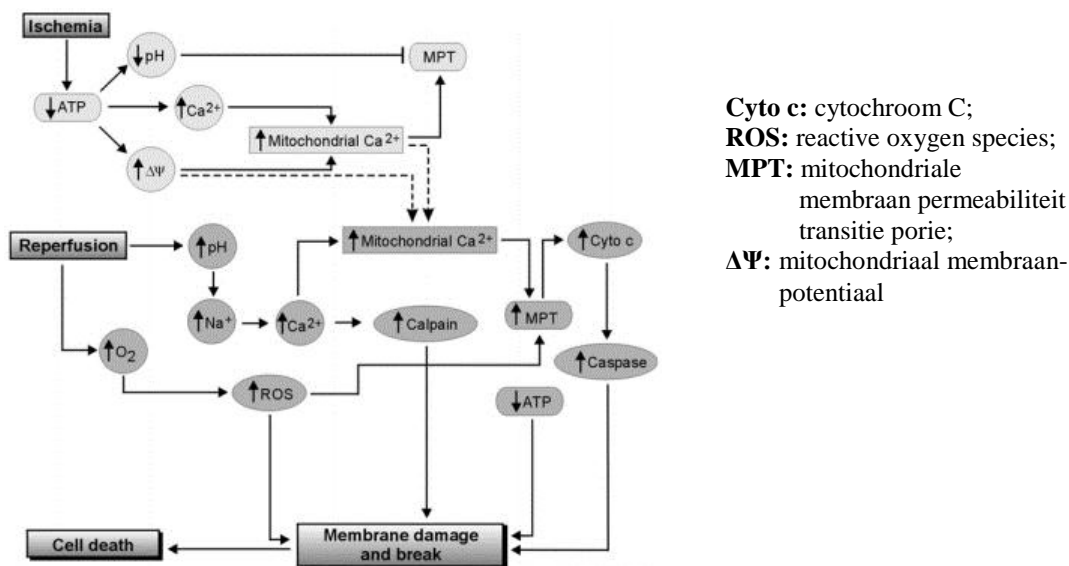 Ischemia
↓pH
MPT
↓ATP
↑Ca²⁺
↑Mitochondrial Ca²⁺
↑ΔΨ
Reperfusion
↑pH
↑Mitochondrial Ca²⁺
↑Cyto c
↑Na⁺
↑Ca²⁺
↑Calpain
↑MPT
↑O₂
↑Caspase
↑ROS
↓ATP
Cell death
Membrane damage
and break
Cyto c: cytochroom C;
ROS: reactive oxygen species;
MPT: mitochondriale
membraan permeabiliteit
transitie porie;
ΔΨ: mitochondriaal membraan-
potentiaal